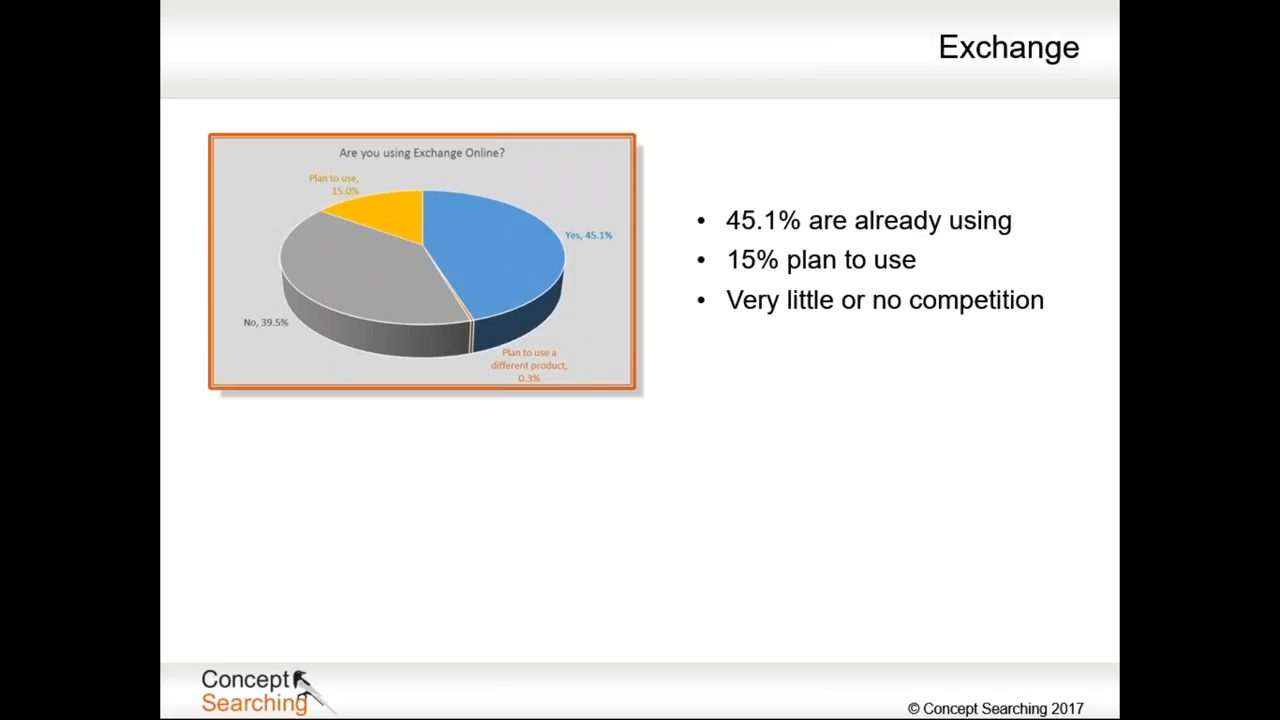 Exchange
Are you using Exchange Online?
Plan to use,
15.0%
Yes, 45.1%
No, 39.5%
Plan to use a
different product,
0.3%
• 45.1% are already using
• 15% plan to use
• Very little or no competition
Concept
Searching
© Concept Searching 2017